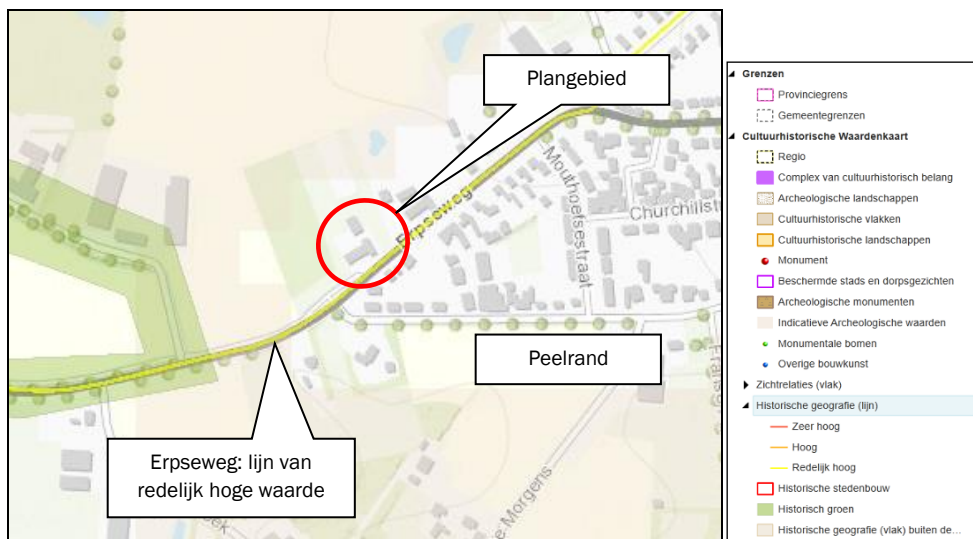 Plangebied
Erpseweg
Mouthoefsestraat
Churchillst
Peelrand
Erpseweg: lijn van
redelijk hoge waarde
e Morgens
Grenzen
Provinciegrens
Gemeentegrenzen
Cultuurhistorische Waardenkaart
Regio
Complex van cultuurhistorisch belang
Archeologische landschappen
Cultuurhistorische vlakken
Cultuurhistorische landschappen
Monument
Beschermde stads en dorpsgezichten
Archeologische monumenten
Indicatieve Archeologische waarden
Monumentale bomen
Overige bouwkunst
Zichtrelaties (vlak)
Historische geografie (lijn)
Zeer hoog
Hoog
Redelijk hoog
Historische stedenbouw
Historisch groen
Historische geografie (vlak) buiten de...